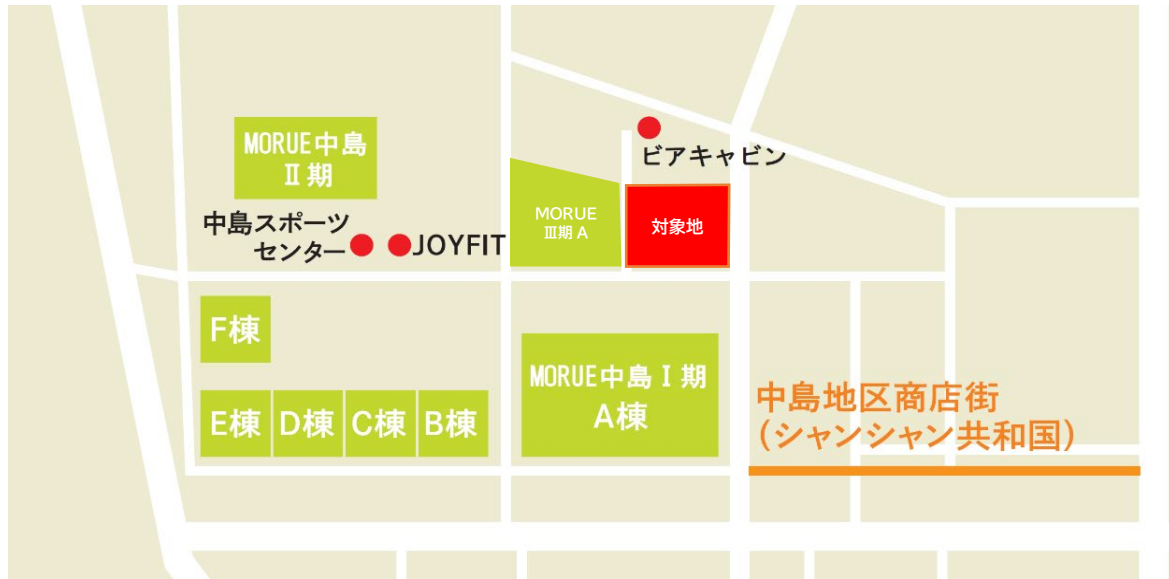 MORUE中島
Ⅱ期
ビアキャビン
MORUE
Ⅲ期 A
対象地
中島スポーツ
センター
JOYFIT
F棟
MORUE中島Ⅰ期
A棟
E棟
D棟
C棟
B棟
中島地区商店街
（シャンシャン共和国）